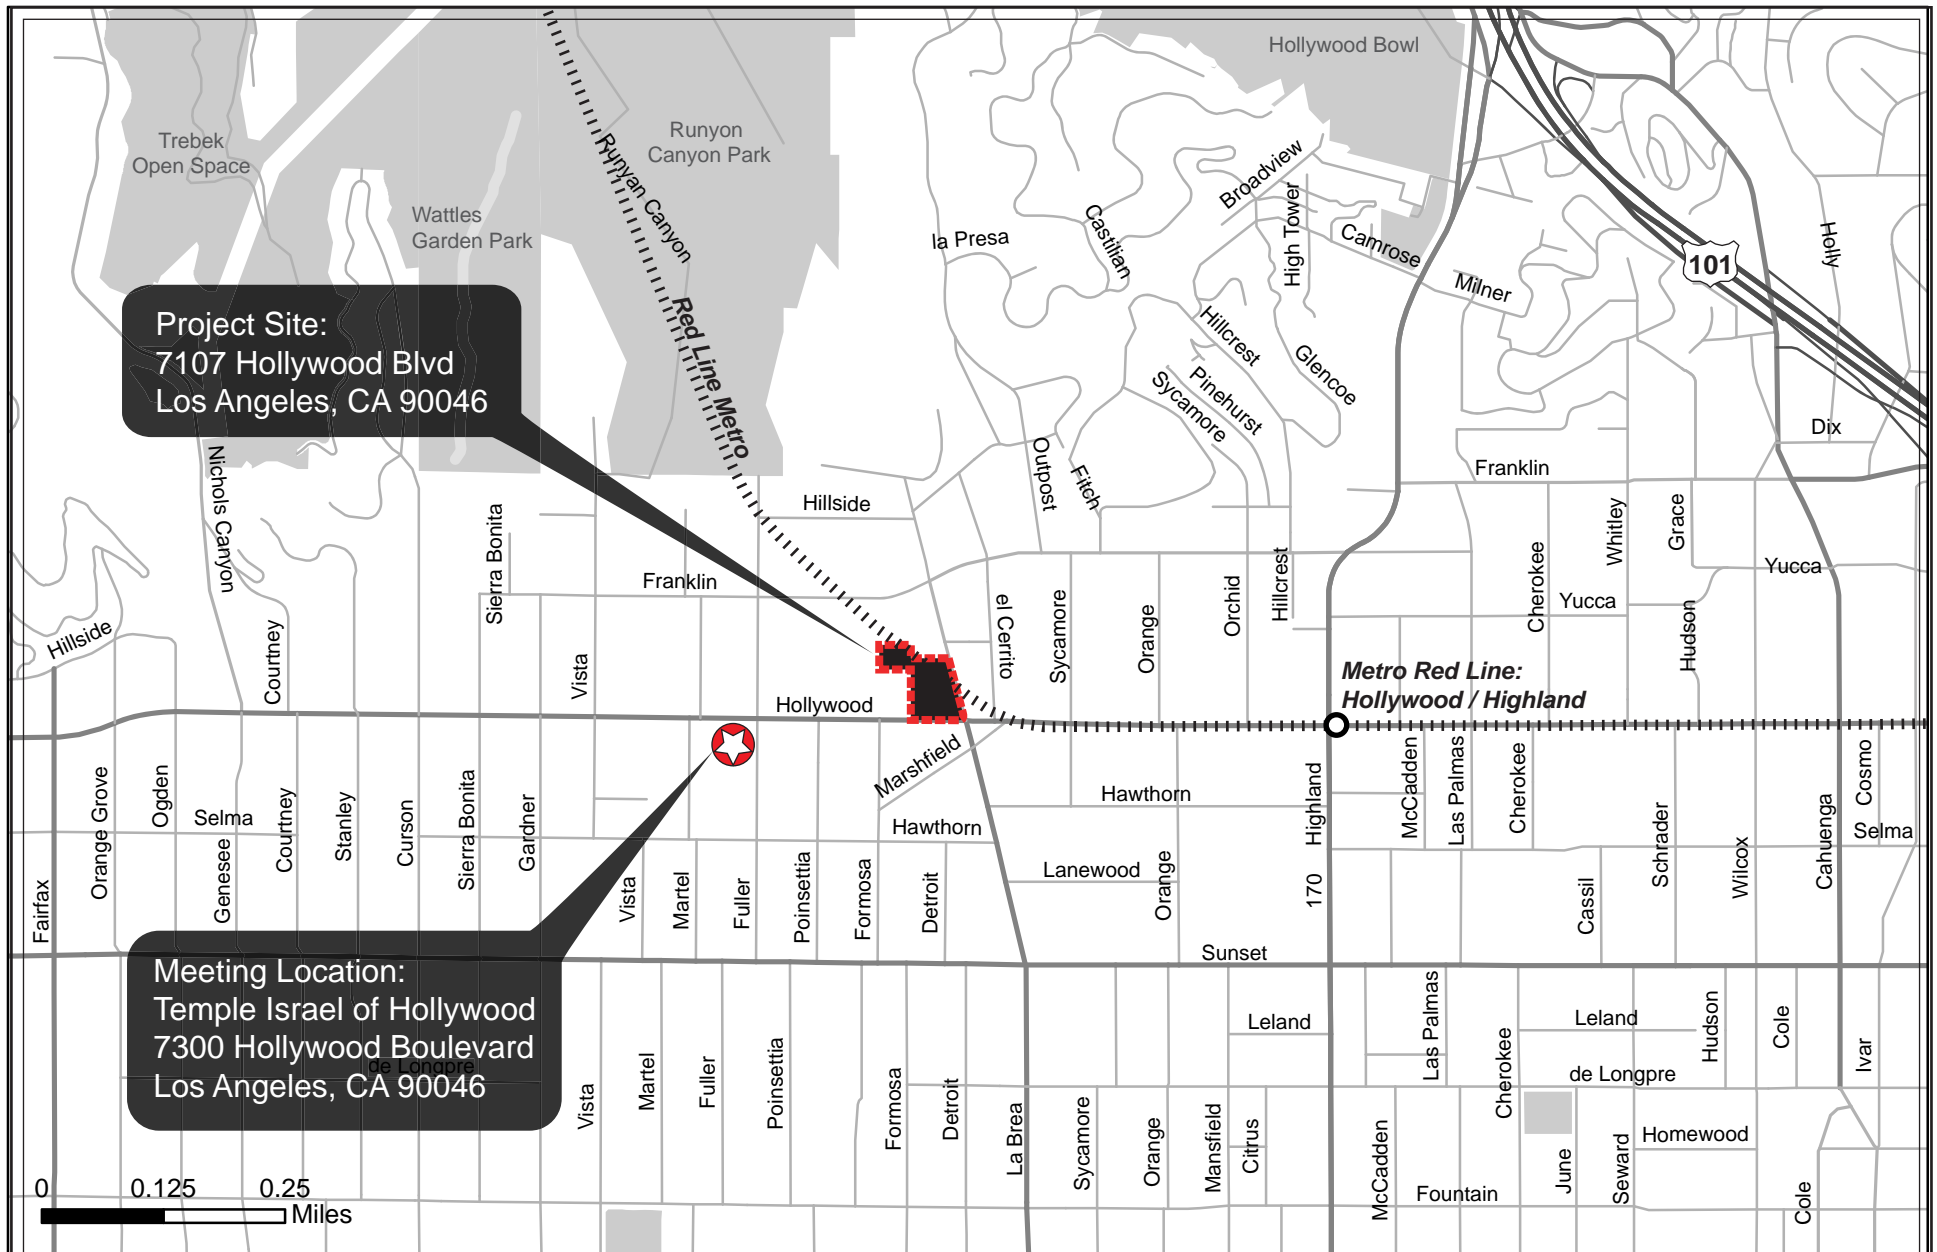 Hollywood Bowl
Trebek
Open Space
Runyon
Canyon Park
Wattles
Garden Park
Runyan Canyon
Red Line Metro
la Presa
Castilian
Broadview
High Tower
Camrose
Milner
101
Holly
Project Site:
7107 Hollywood Blvd
Los Angeles, CA 90046
Hillcrest
Glencoe
Pinehurst
Sycamore
Dix
Nichols Canyon
Outpost
Fitch
Franklin
Hillside
Sierra Bonita
Whitley
Grace
Cherokee
Yucca
Franklin
Hillcrest
Orchid
Orange
Sycamore
el Cerrito
Yucca
Hudson
Hillside
Courtney
Vista
Metro Red Line:
Hollywood / Highland
Hollywood
Marshfield
Orange Grove
Ogden
Selma
Genesee
Courtney
Stanley
Curson
Sierra Bonita
Gardner
Hawthorn
Hawthorn
Highland
McCadden
Las Palmas
Cherokee
Schrader
Wilcox
Cahuenga
Cosmo
Selma
Fairfax
Vista
Martel
Fuller
Poinsettia
Formosa
Detroit
Lanewood
Orange
170
Cassil
Sunset
Meeting Location:
Temple Israel of Hollywood
7300 Hollywood Boulevard
de Longpre
Los Angeles, CA 90046
Leland
Las Palmas
Cherokee
Leland
Hudson
Cole
Ivar
Vista
Martel
Fuller
Poinsettia
Formosa
Detroit
La Brea
de Longpre
Sycamore
Orange
Mansfield
Citrus
McCadden
Homewood
June
Seward
Fountain
Cole
0 0.125 0.25
Miles